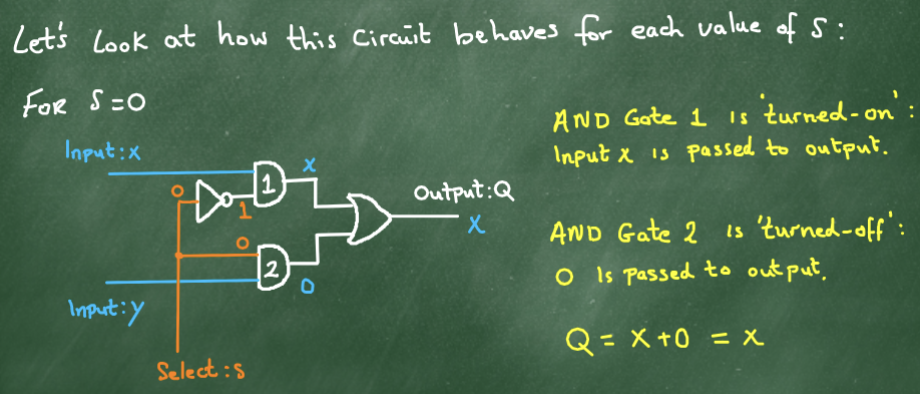 Let's Look at how this Circuit behaves for each value of S:
FOR S=0
AND Gate 1 is 'turned-on':
Input x is passed to output.
Input:x
x
0
1
1
Output:Q
x
0
2
0
Input:y
Select:s
AND Gate 2 is 'turned-off':
0 Is passed to output.
Q = x+0 = x